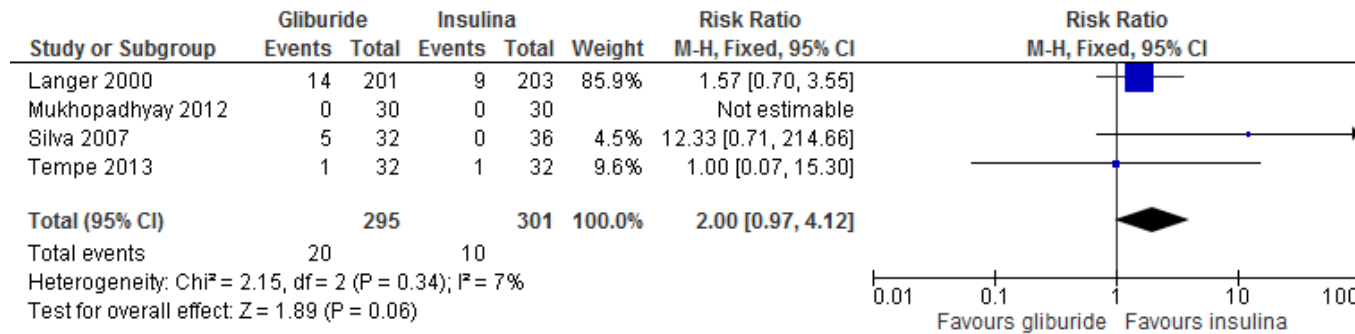 Gliburide Insulina Risk Ratio Risk Ratio
Study or Subgroup Events Total Events Total Weight M-H, Fixed, 95% CI M-H, Fixed, 95% CI
Langer 2000 14 201 9 203 85.9% 1.57 [0.70, 3.55]
Mukhopadhyay 2012 0 30 0 30 Not estimable
Silva 2007 5 32 0 36 4.5% 12.33 [0.71, 214.66]
Tempe 2013 1 32 1 32 9.6% 1.00 [0.07, 15.30]
Total (95% CI) 295 301 100.0% 2.00 [0.97, 4.12]
Total events 20 10
Heterogeneity: Chi² = 2.15, df = 2 (P = 0.34); I² = 7%
Test for overall effect: Z = 1.89 (P = 0.06)
0.01 0.1 1 10 100
Favours gliburide Favours insulina